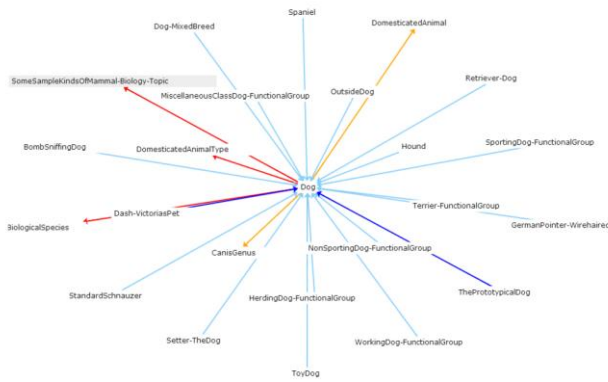 Spaniel
DomesticatedAnimal
Dog-MixedBreed
SomeSampleKindsOfMammal-Biology-Topic
Retriever-Dog
MiscellaneousClassDog-FunctionalGroup
OutsideDog
BombSniffingDog
DomesticatedAnimalType
Hound
SportingDog-FunctionalGroup
Dog
Dash-VictoriasPet
Terrier-FunctionalGroup
BiologicalSpecies
GermanPointer-Wirehaired
CanisGenus
NonSportingDog-FunctionalGroup
StandardSchnauzer
HerdingDog-FunctionalGroup
ThePrototypicalDog
Setter-TheDog
WorkingDog-FunctionalGroup
ToyDog